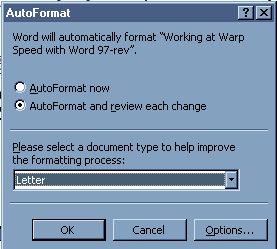 AutoFormat
Word will automatically format "Working at Warp
Speed with Word 97-rev".
AutoFormat now
AutoFormat and review each change
Please select a document type to help improve
the formatting process:
Letter
OK Cancel Options...